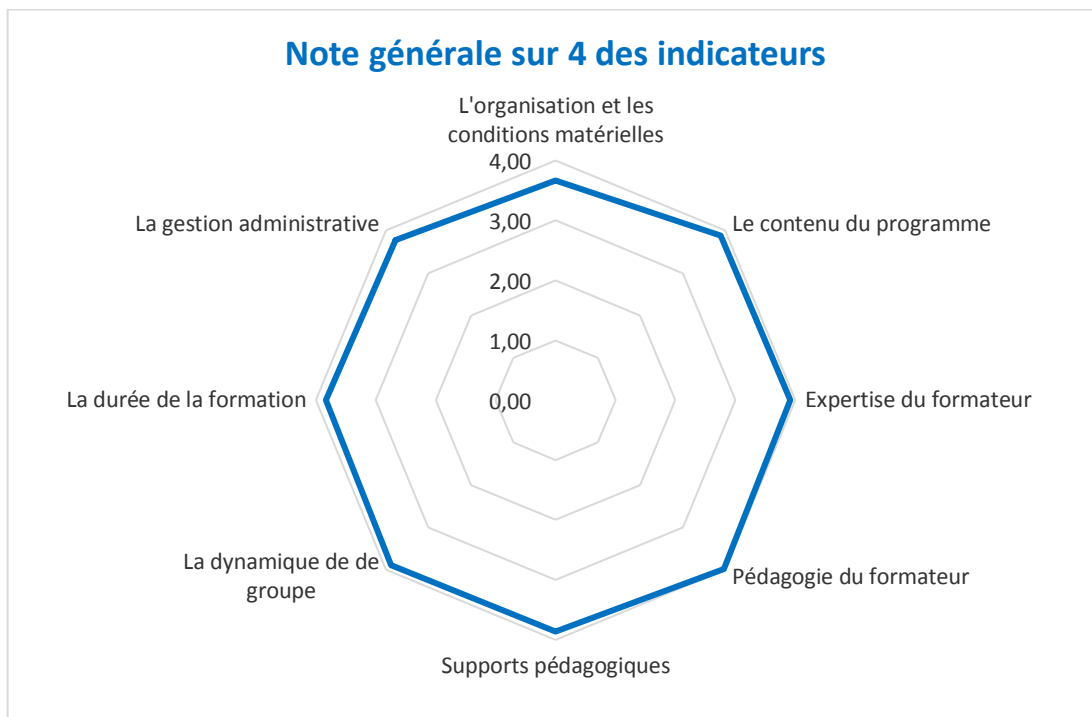 Note générale sur 4 des indicateurs
L'organisation et les
conditions matérielles
4,00
La gestion administrative
Le contenu du programme
3,00
2,00
1,00
La durée de la formation
0,00
Expertise du formateur
La dynamique de de
groupe
Pédagogie du formateur
Supports pédagogiques